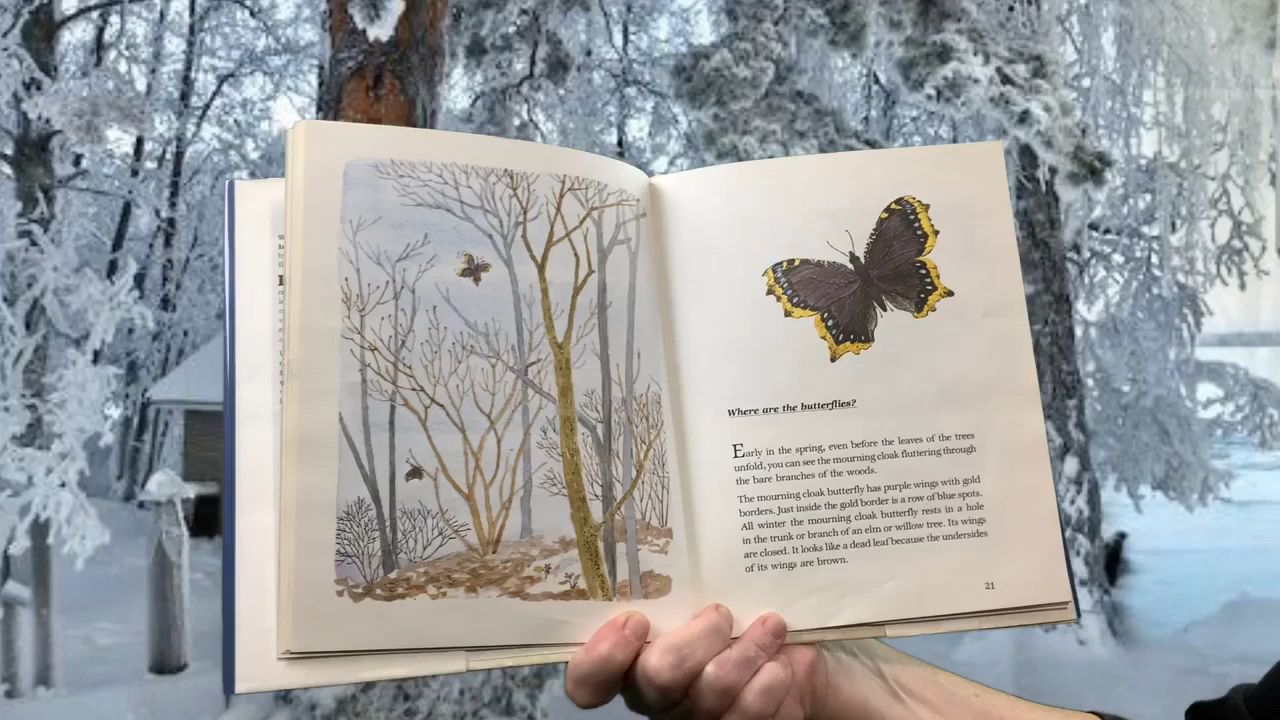 Where are the butterflies?
Early in the spring, even before the leaves of the trees
unfold, you can see the mourning cloak fluttering through
the bare branches of the woods.
The mourning cloak butterfly has purple wings with gold
borders. Just inside the gold border is a row of blue spots.
All winter the mourning cloak butterfly rests in a hole
in the trunk or branch of an elm or willow tree. Its wings
are closed. It looks like a dead leaf because the undersides
of its wings are brown.
21